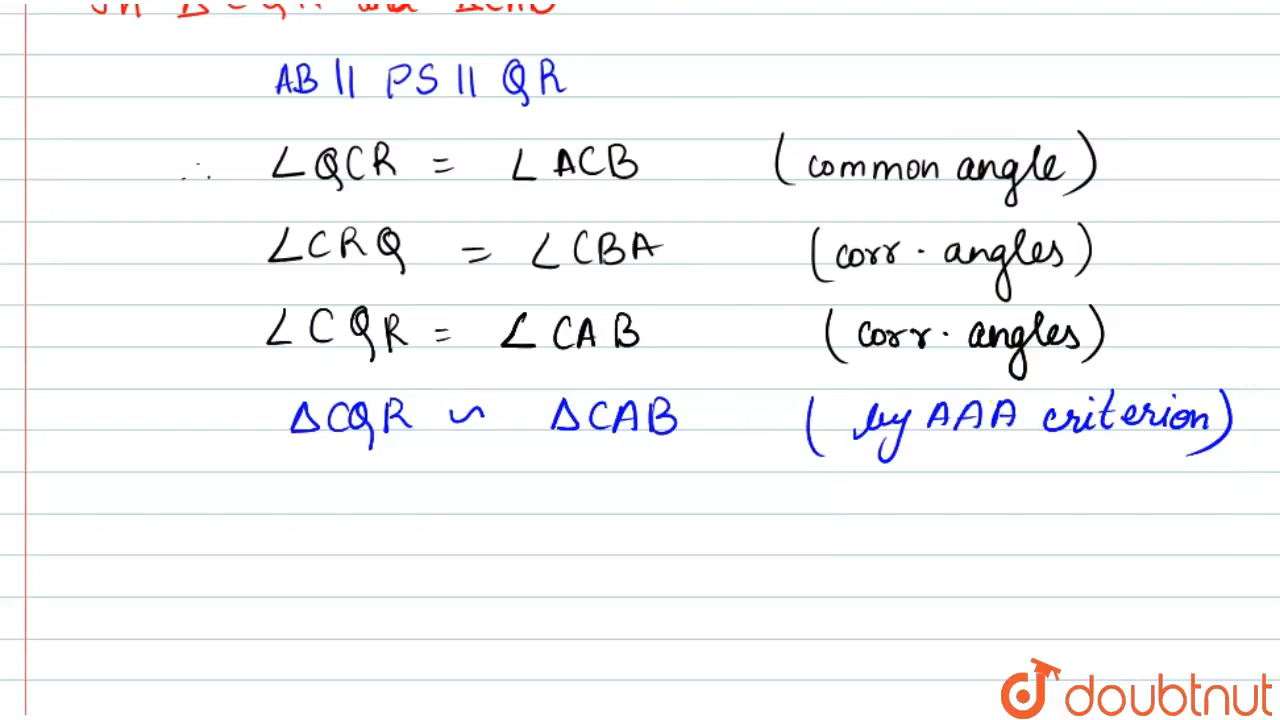 AB || PS || QR
∴ ∠QCR = ∠ACB (common angle)
∠CRQ = ∠CBA (corr. angles)
∠CQR = ∠CAB (corr. angles)
ΔCQR ∽ ΔCAB (by AAA criterion)
doubtnut